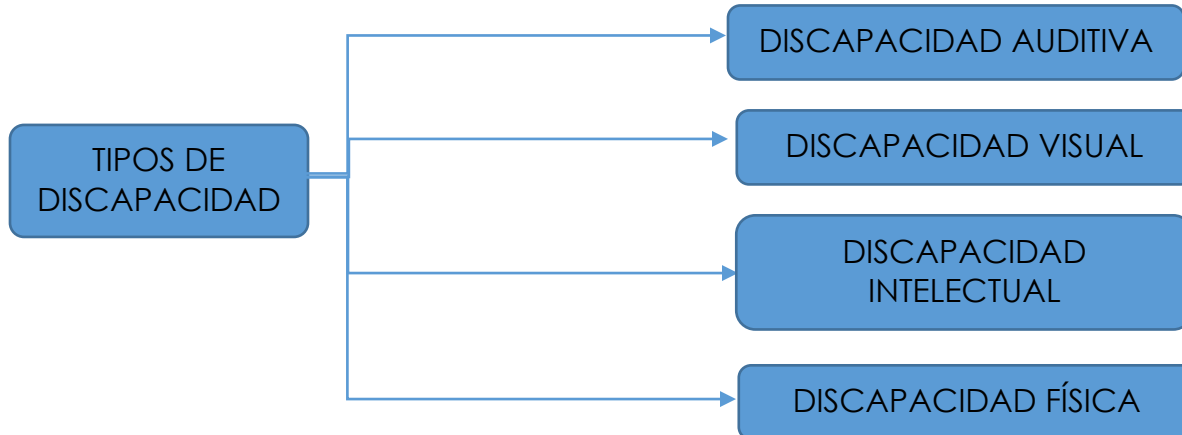 DISCAPACIDAD AUDITIVA
TIPOS DE
DISCAPACIDAD
DISCAPACIDAD VISUAL
DISCAPACIDAD
INTELECTUAL
DISCAPACIDAD FÍSICA